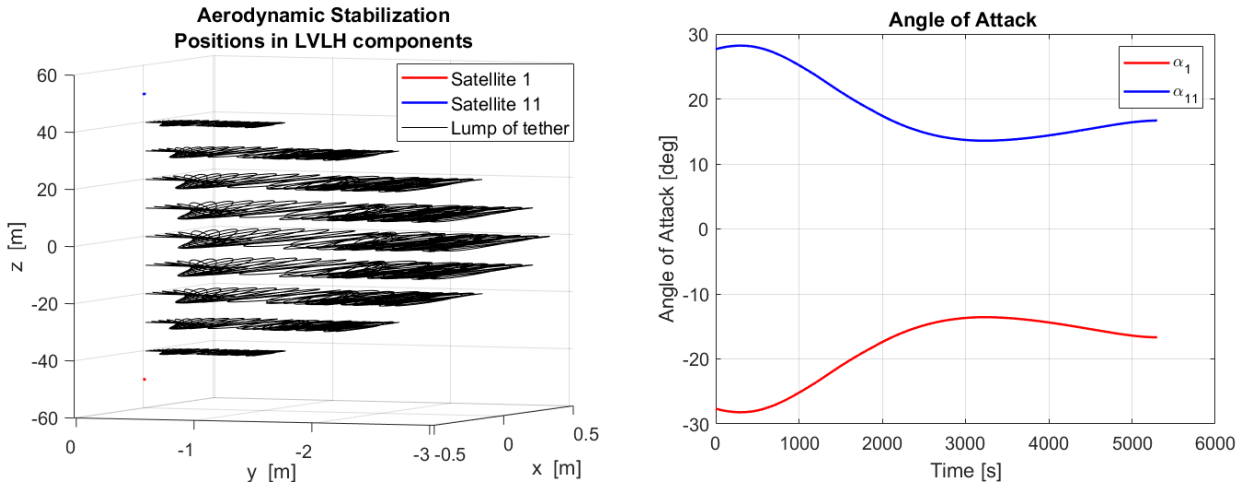 Aerodynamic Stabilization
Positions in LVLH components
60
40
20
0
-20
-40
-60
z [m]
0
-1
-2
-3
y [m]
-0.5
0
0.5
x [m]
Satellite 1
Satellite 11
Lump of tether
Angle of Attack
30
20
10
0
-10
-20
-30
Angle of Attack [deg]
0
1000
2000
3000
4000
5000
6000
Time [s]
α1
α11